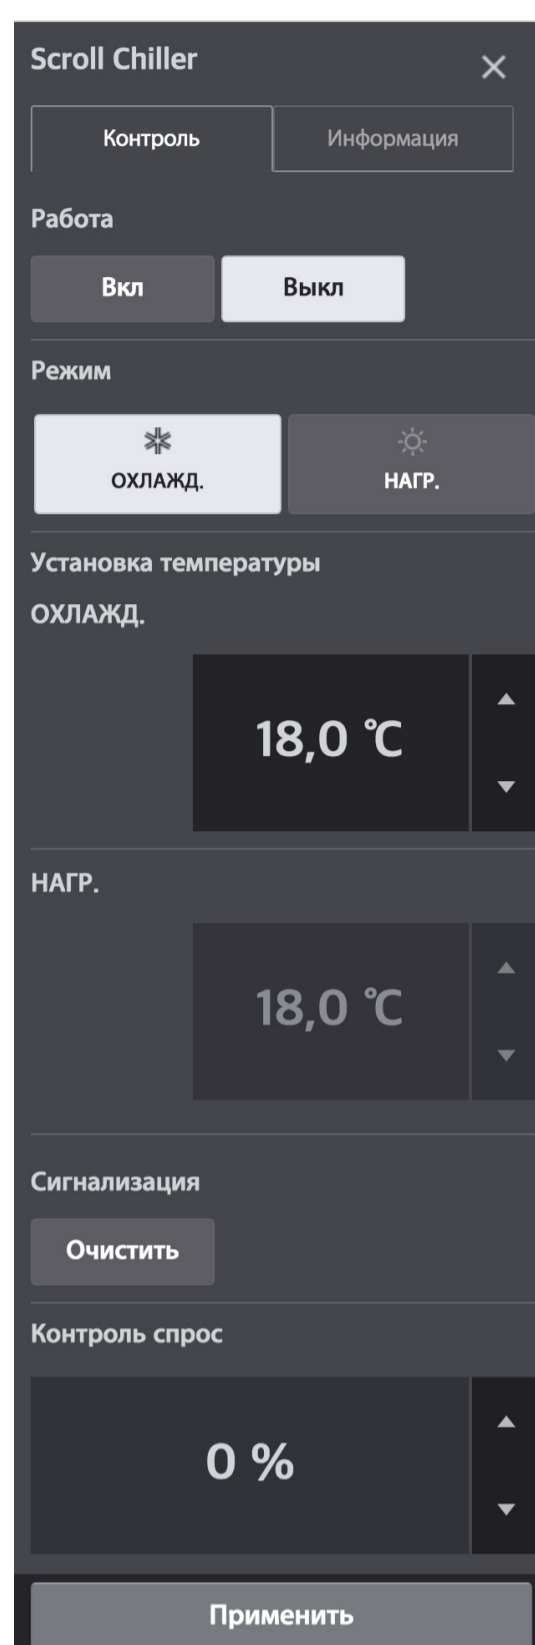 Scroll Chiller
Контроль Информация
Работа
Вкл Выкл
Режим
ОХЛАЖД. НАГР.
Установка температуры
ОХЛАЖД.
18,0 ℃
НАГР.
18,0 ℃
Сигнализация
Очистить
Контроль спрос
0 %
Применить